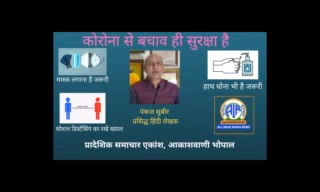 कोरोना से बचाव ही सुरक्षा है
मास्क लगाना है जरूरी
हाथ धोना भी है जरूरी
पंकज सुबीर
प्रसिद्ध हिंदी लेखक
सोशल डिस्टेंसिंग का रखें ख्याल
प्रादेशिक समाचार एकांश, आकाशवाणी भोपाल